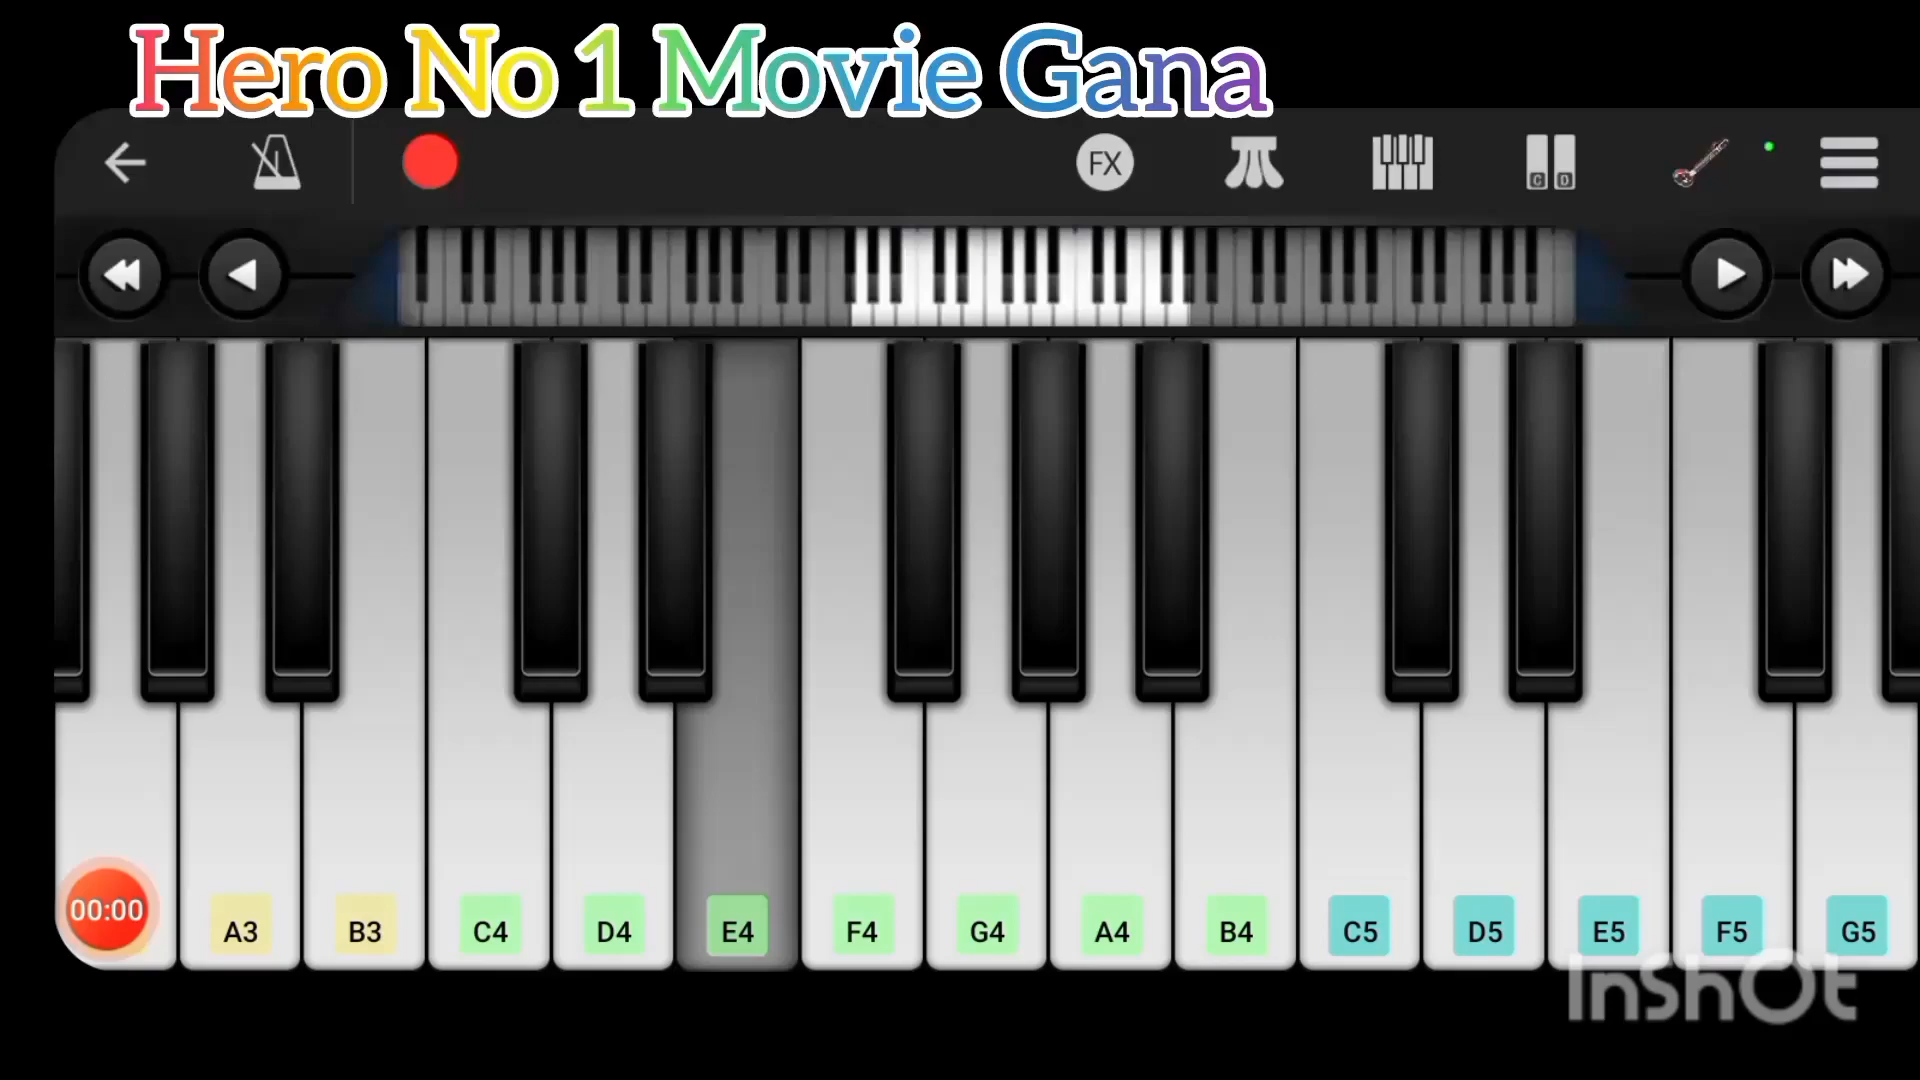 Hero No 1 Movie Gana
FX
C D
00:00
A3 B3 C4 D4 E4 F4 G4 A4 B4 C5 D5 E5 F5 G5
InShOt